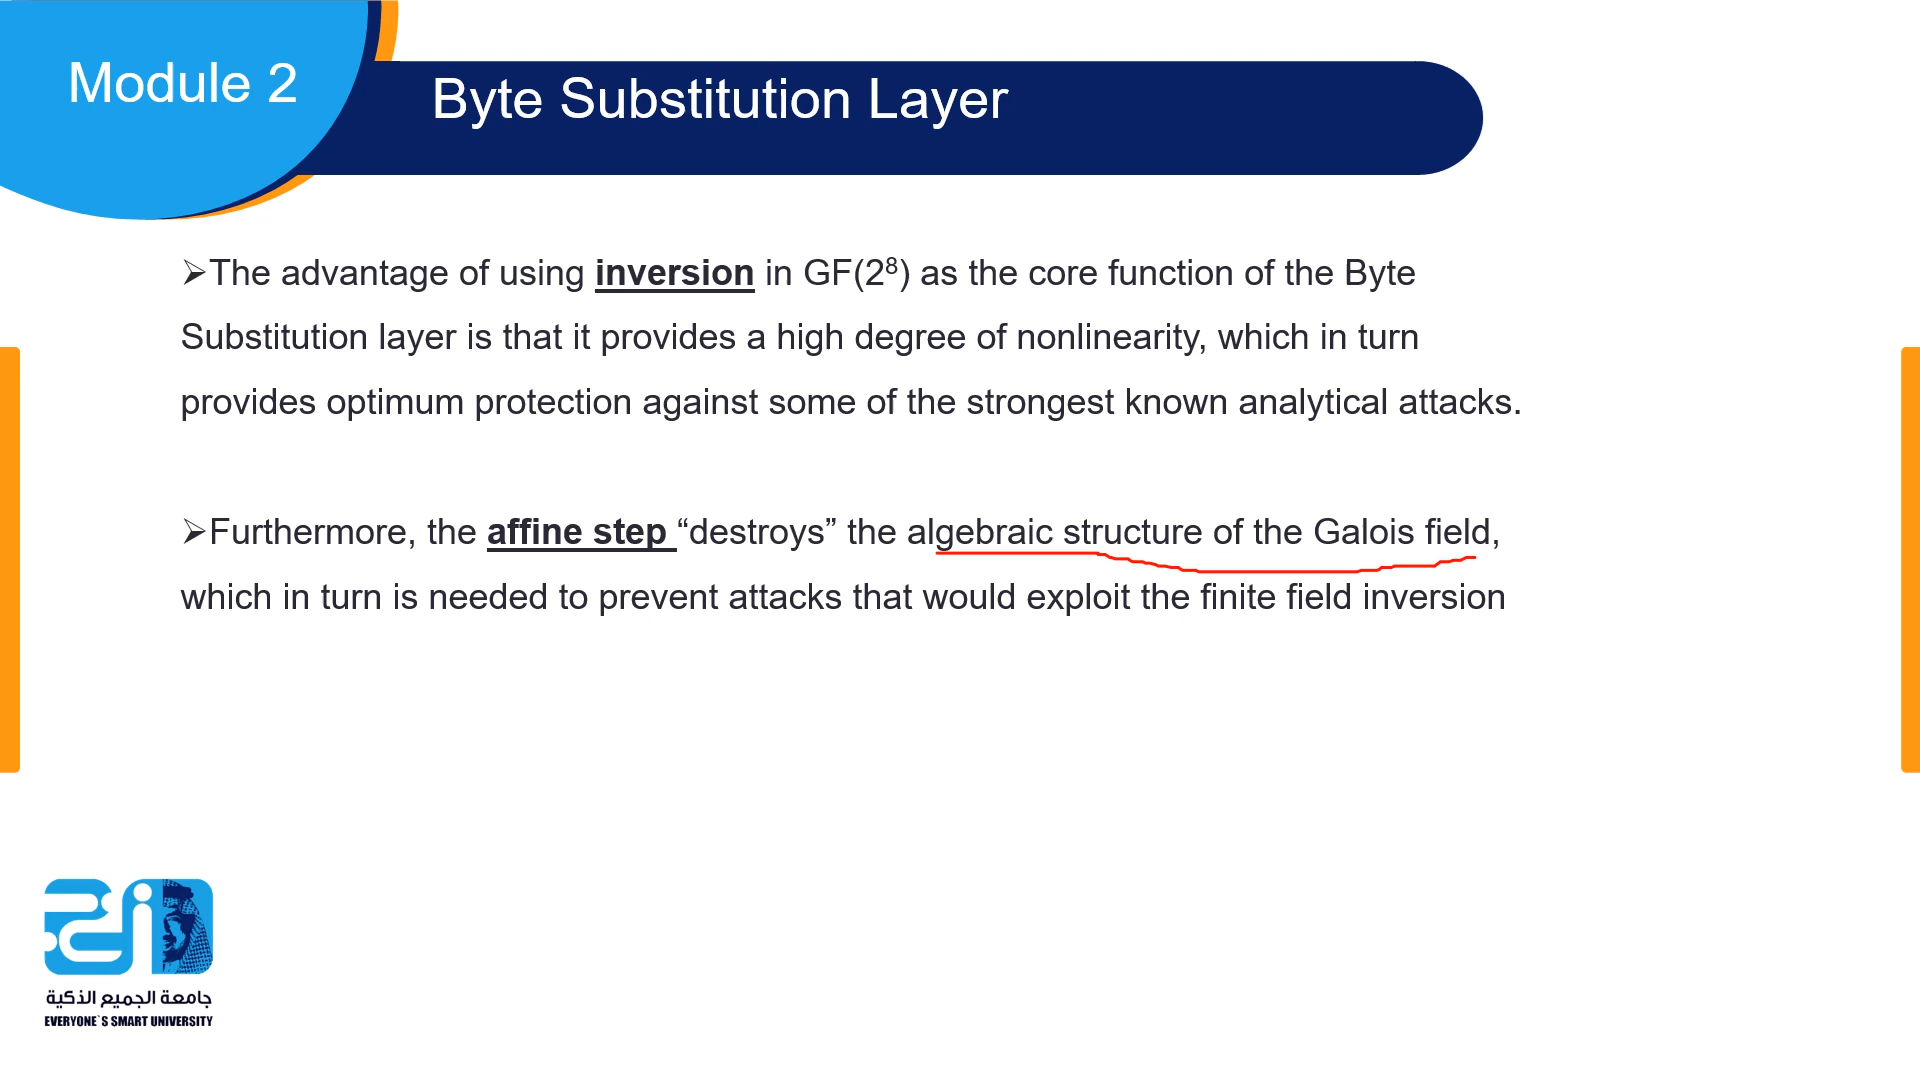 Module 2
Byte Substitution Layer
➢The advantage of using inversion in GF(2⁸) as the core function of the Byte
Substitution layer is that it provides a high degree of nonlinearity, which in turn
provides optimum protection against some of the strongest known analytical attacks.
➢Furthermore, the affine step “destroys” the algebraic structure of the Galois field,
which in turn is needed to prevent attacks that would exploit the finite field inversion
جامعة الجميع الذكية
EVERYONE`S SMART UNIVERSITY